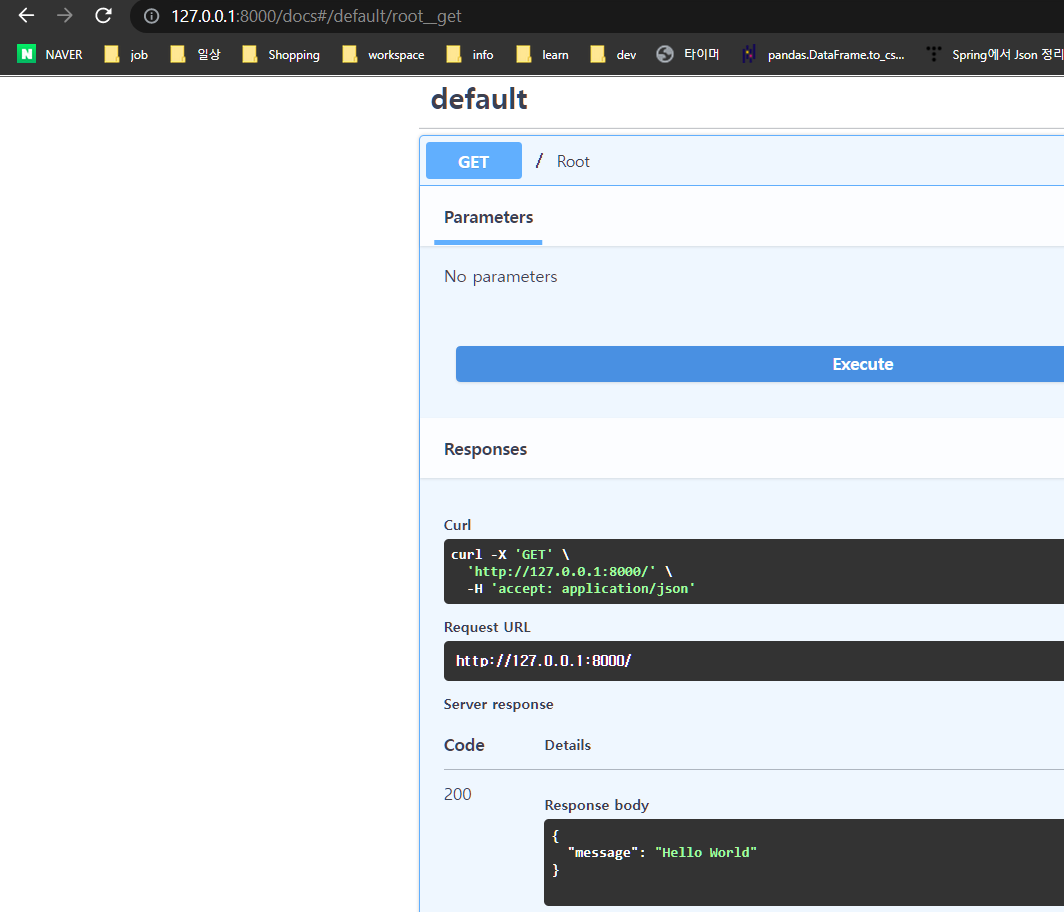 127.0.0.1:8000/docs#/default/root__get
N NAVER job 일상 Shopping workspace info learn dev 타이머 pandas.DataFrame.to_cs... Spring에서 Json 정리
default
GET / Root
Parameters
No parameters
Execute
Responses
Curl
curl -X 'GET' \
'http://127.0.0.1:8000/' \
-H 'accept: application/json'
Request URL
http://127.0.0.1:8000/
Server response
Code Details
200
Response body
{
"message": "Hello World"
}